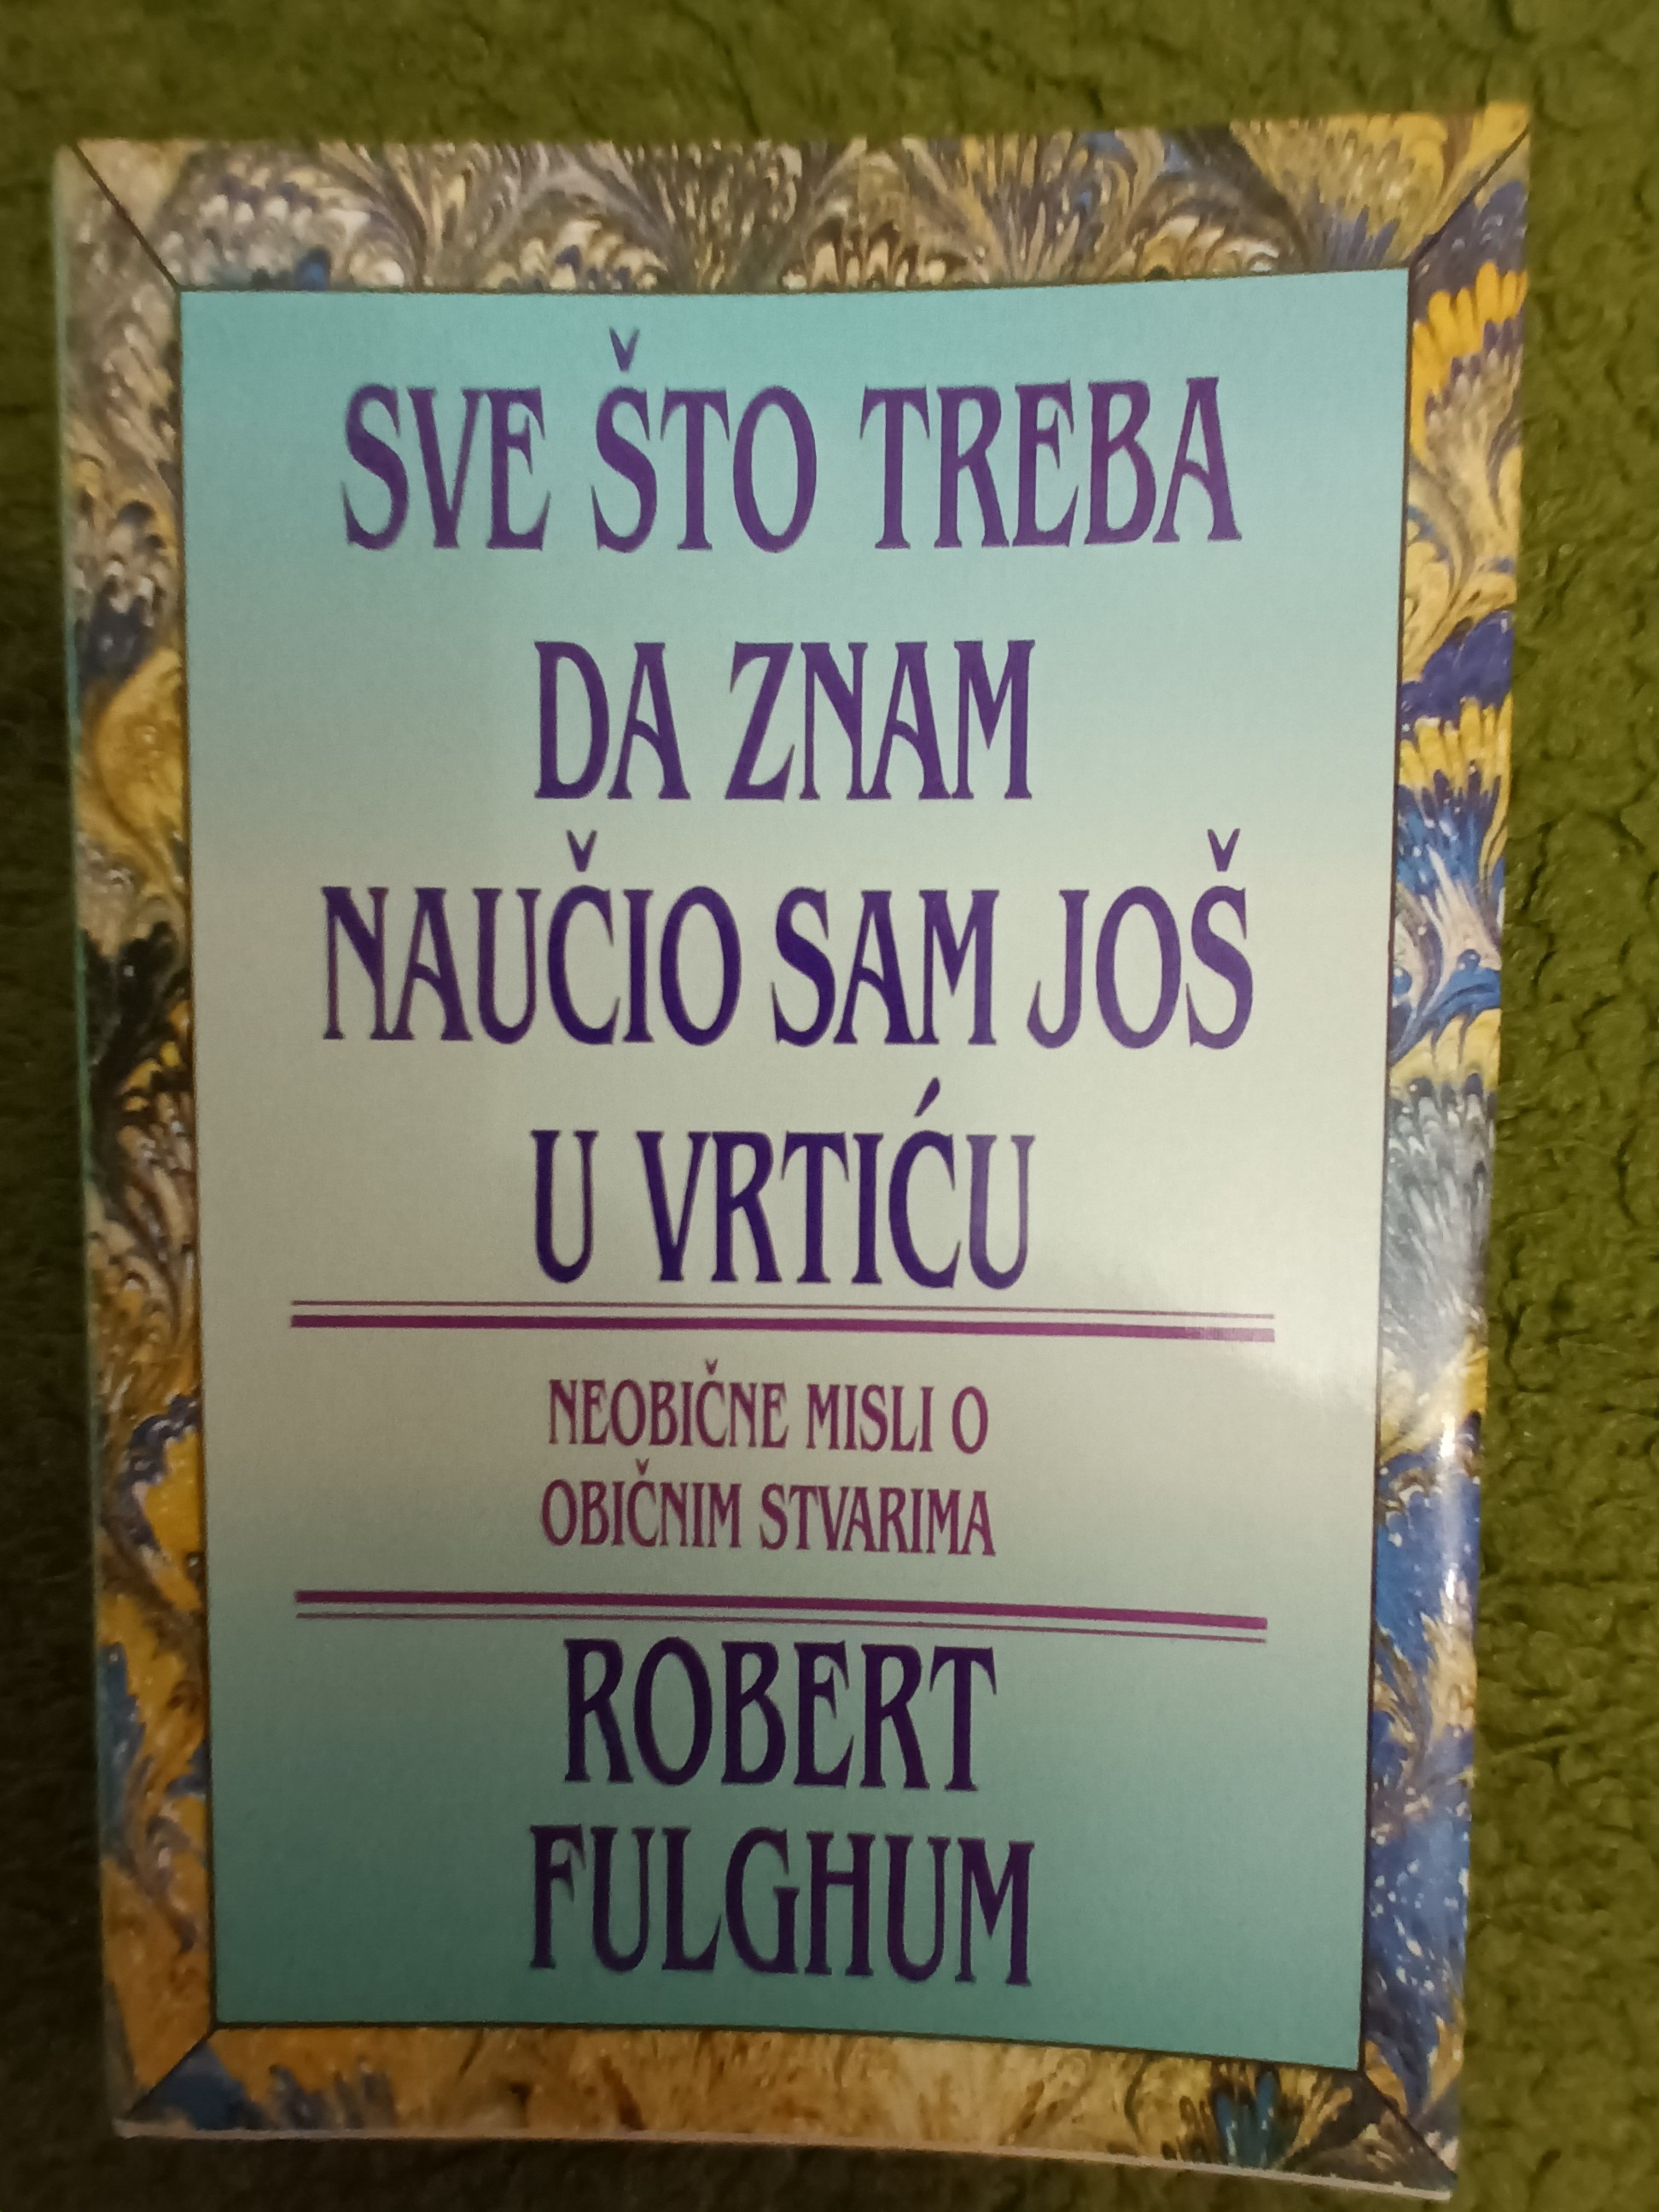 SVE ŠTO TREBA
DA ZNAM
NAUČIO SAM JOŠ
U VRTIĆU
NEOBIČNE MISLI O
OBIČNIM STVARIMA
ROBERT
FULGHUM